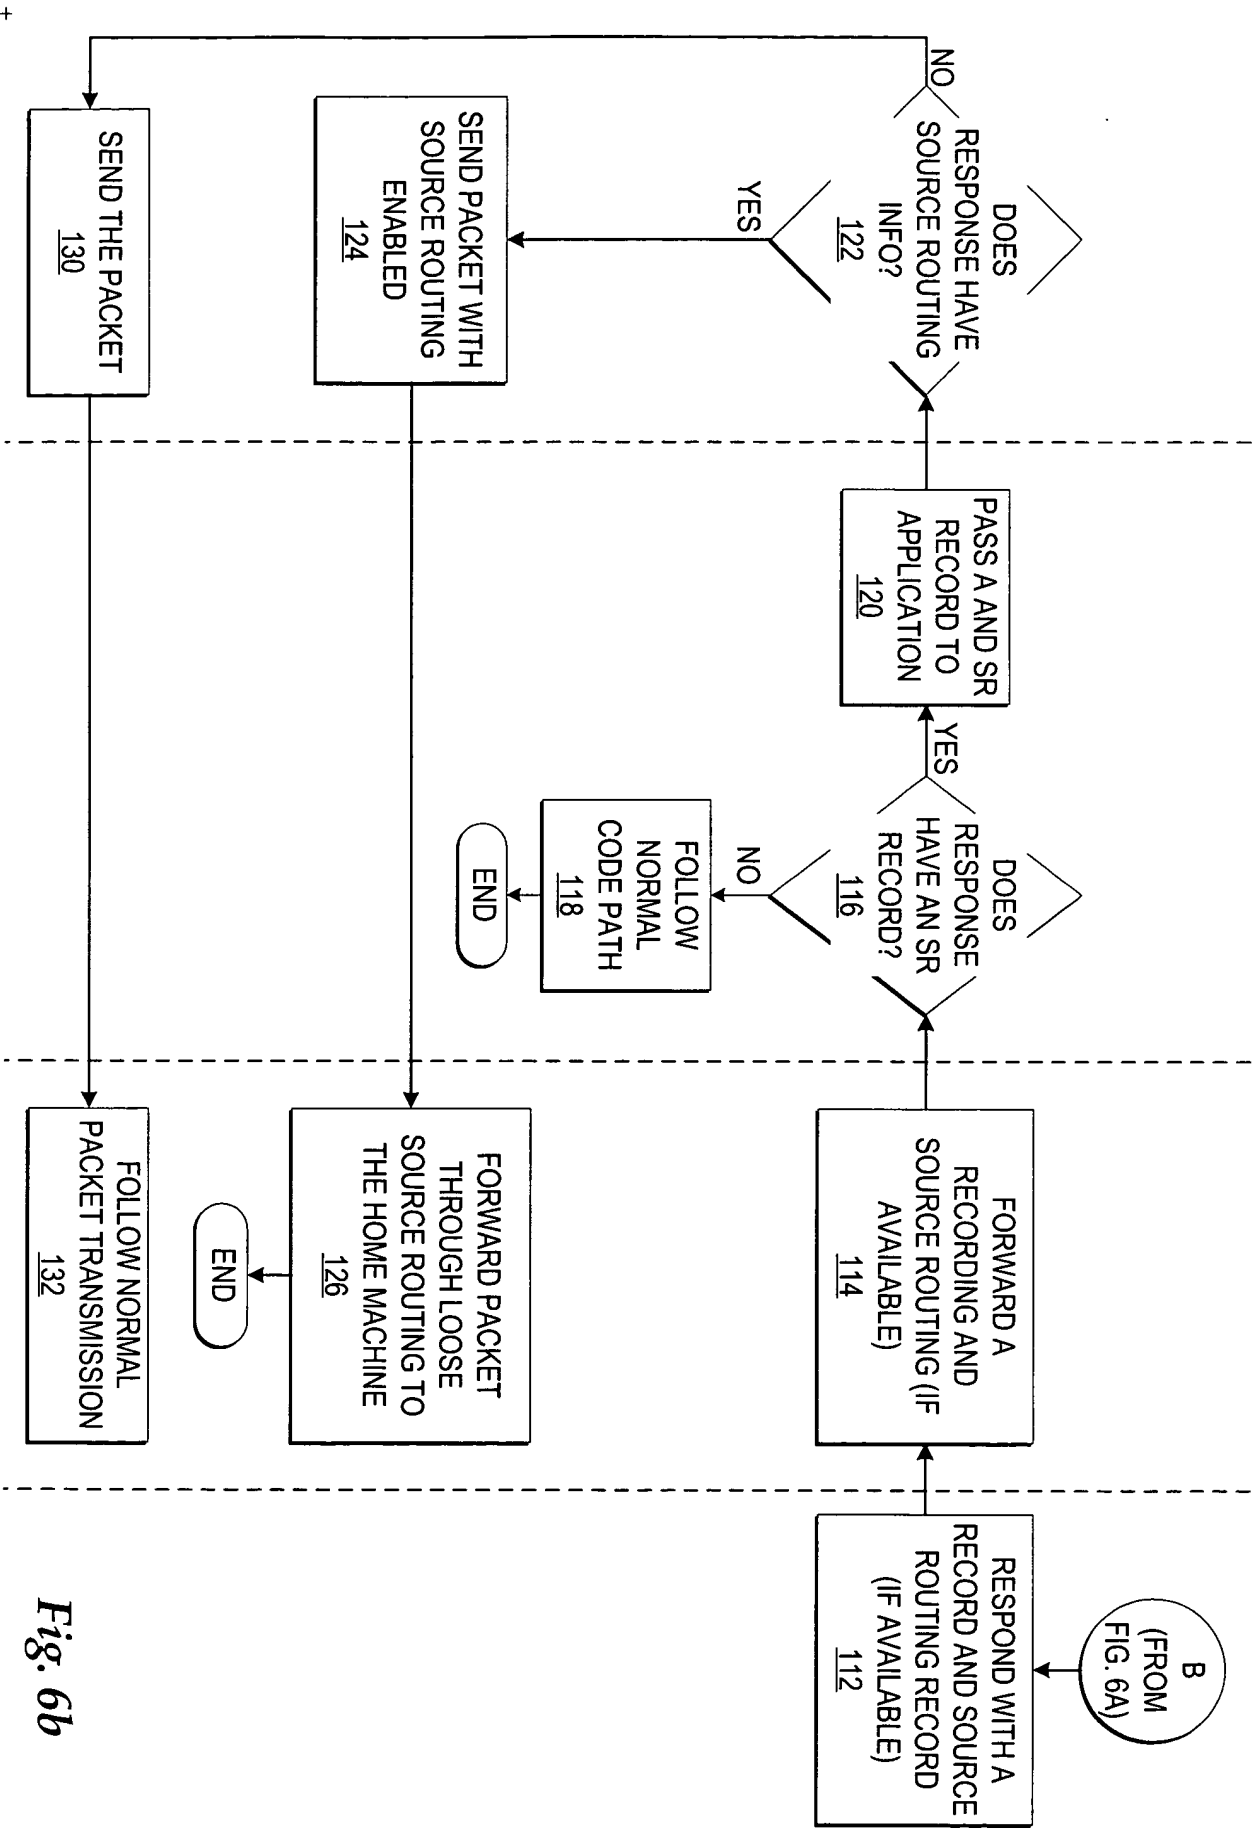 B
(FROM
FIG. 6A)
RESPOND WITH A
RECORD AND SOURCE
ROUTING RECORD
(IF AVAILABLE)
112
FORWARD A
RECORDING AND
SOURCE ROUTING (IF
AVAILABLE)
114
DOES
RESPONSE
HAVE AN SR
RECORD?
116
YES
NO
FOLLOW
NORMAL
CODE PATH
118
END
PASS A AND SR
RECORD TO
APPLICATION
120
DOES
RESPONSE HAVE
SOURCE ROUTING
INFO?
122
NO
YES
SEND PACKET WITH
SOURCE ROUTING
ENABLED
124
FORWARD PACKET
THROUGH LOOSE
SOURCE ROUTING TO
THE HOME MACHINE
126
END
SEND THE PACKET
130
FOLLOW NORMAL
PACKET TRANSMISSION
132
Fig. 6b